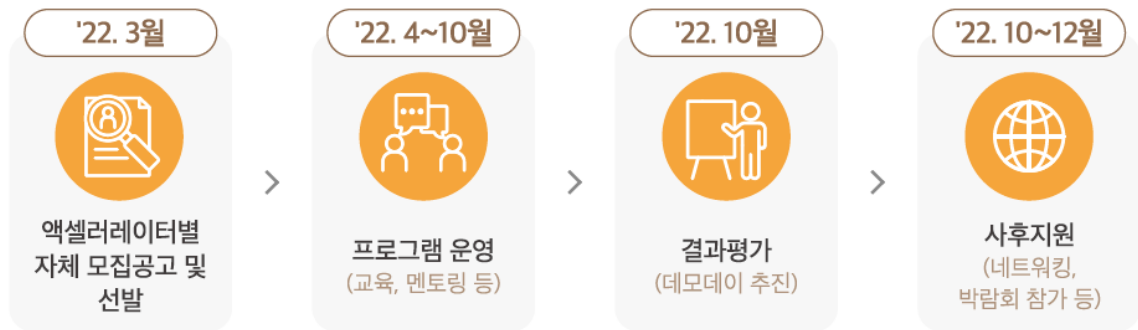 '22. 3월
액셀러레이터별
자체 모집공고 및
선발
'22. 4~10월
프로그램 운영
(교육, 멘토링 등)
'22. 10월
결과평가
(데모데이 추진)
'22. 10~12월
사후지원
(네트워킹,
박람회 참가 등)